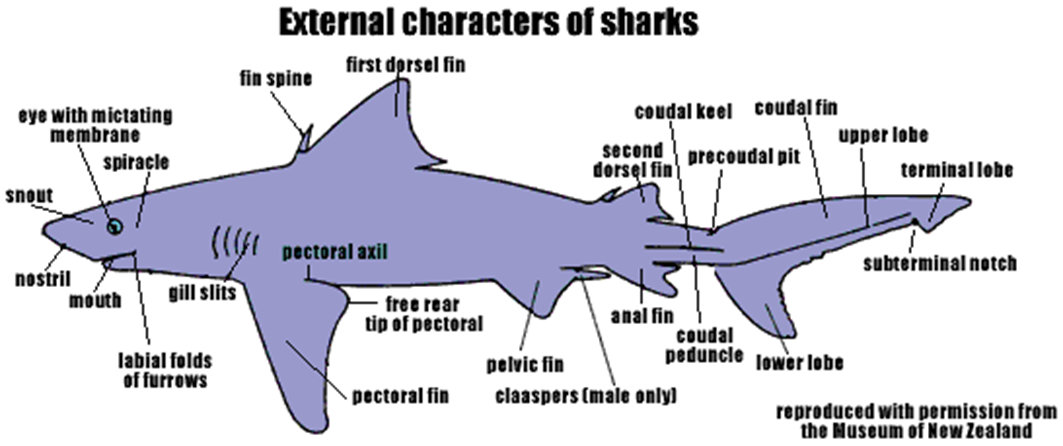 External characters of sharks
first dorsel fin
fin spine
eye with mictating
membrane
spiracle
snout
nostril
mouth
gill slits
labial folds
of furrows
pectoral axil
free rear
tip of pectoral
pectoral fin
pelvic fin
claaspers (male only)
second
dorsel fin
coudal keel
precoudal pit
coudal fin
upper lobe
terminal lobe
subterminal notch
anal fin
coudal
peduncle
lower lobe
reproduced with permission from
the Museum of New Zealand